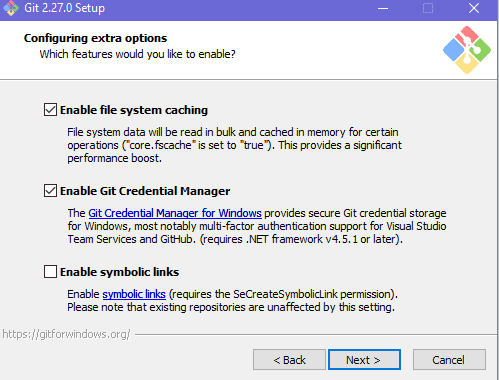 Git 2.27.0 Setup
Configuring extra options
Which features would you like to enable?
Enable file system caching
File system data will be read in bulk and cached in memory for certain
operations ("core.fscache" is set to "true"). This provides a significant
performance boost.
Enable Git Credential Manager
The Git Credential Manager for Windows provides secure Git credential storage
for Windows, most notably multi-factor authentication support for Visual Studio
Team Services and GitHub. (requires .NET framework v4.5.1 or later).
Enable symbolic links
Enable symbolic links (requires the SeCreateSymbolicLink permission).
Please note that existing repositories are unaffected by this setting.
https://gitforwindows.org/
< Back Next > Cancel